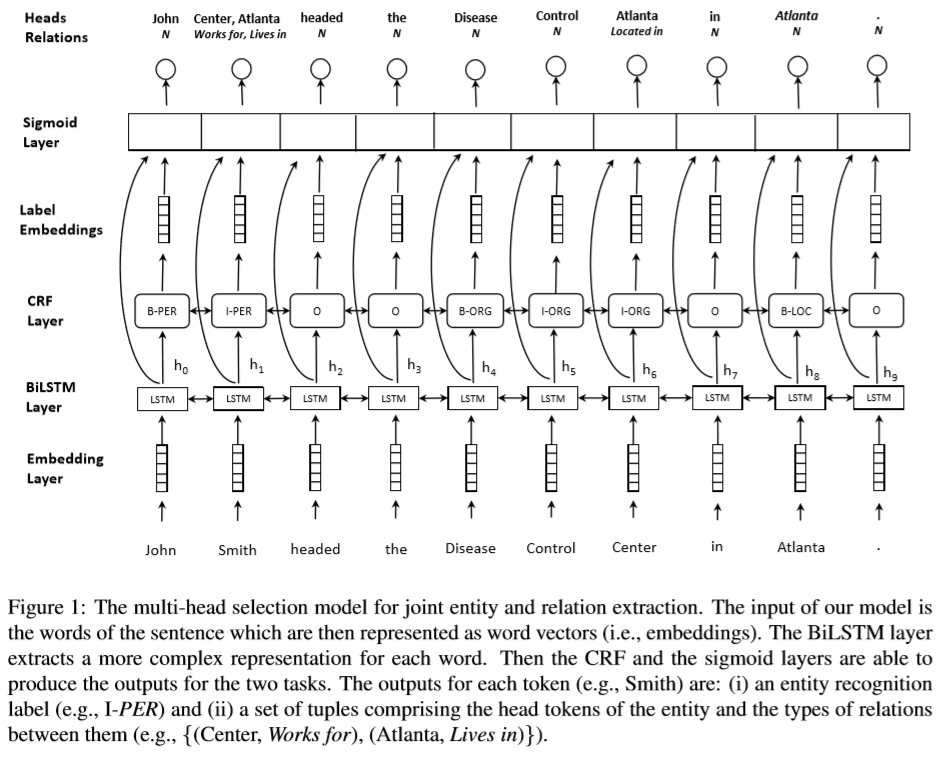 Heads John Center, Atlanta headed the Disease Control Atlanta in Atlanta .
Relations N Works for, Lives in N N N N Located in N N N
Sigmoid
Layer
Label
Embeddings
CRF B-PER I-PER O O B-ORG I-ORG I-ORG O B-LOC O
Layer
h0 h1 h2 h3 h4 h5 h6 h7 h8 h9
BiLSTM LSTM LSTM LSTM LSTM LSTM LSTM LSTM LSTM LSTM LSTM
Layer
Embedding
Layer
John Smith headed the Disease Control Center in Atlanta .
Figure 1: The multi-head selection model for joint entity and relation extraction. The input of our model is
the words of the sentence which are then represented as word vectors (i.e., embeddings). The BiLSTM layer
extracts a more complex representation for each word. Then the CRF and the sigmoid layers are able to
produce the outputs for the two tasks. The outputs for each token (e.g., Smith) are: (i) an entity recognition
label (e.g., I-PER) and (ii) a set of tuples comprising the head tokens of the entity and the types of relations
between them (e.g., {(Center, Works for), (Atlanta, Lives in)}).